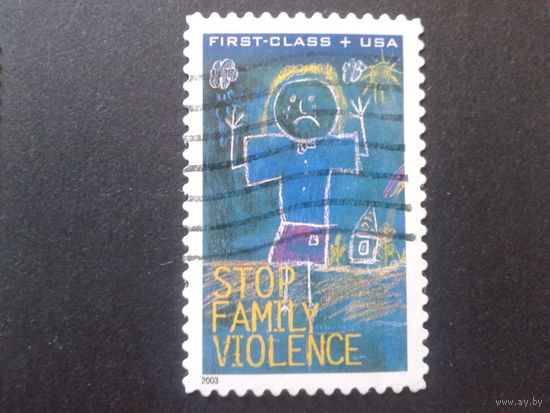 FIRST-CLASS + USA
STOP
FAMILY
VIOLENCE
2003
www.ay.by